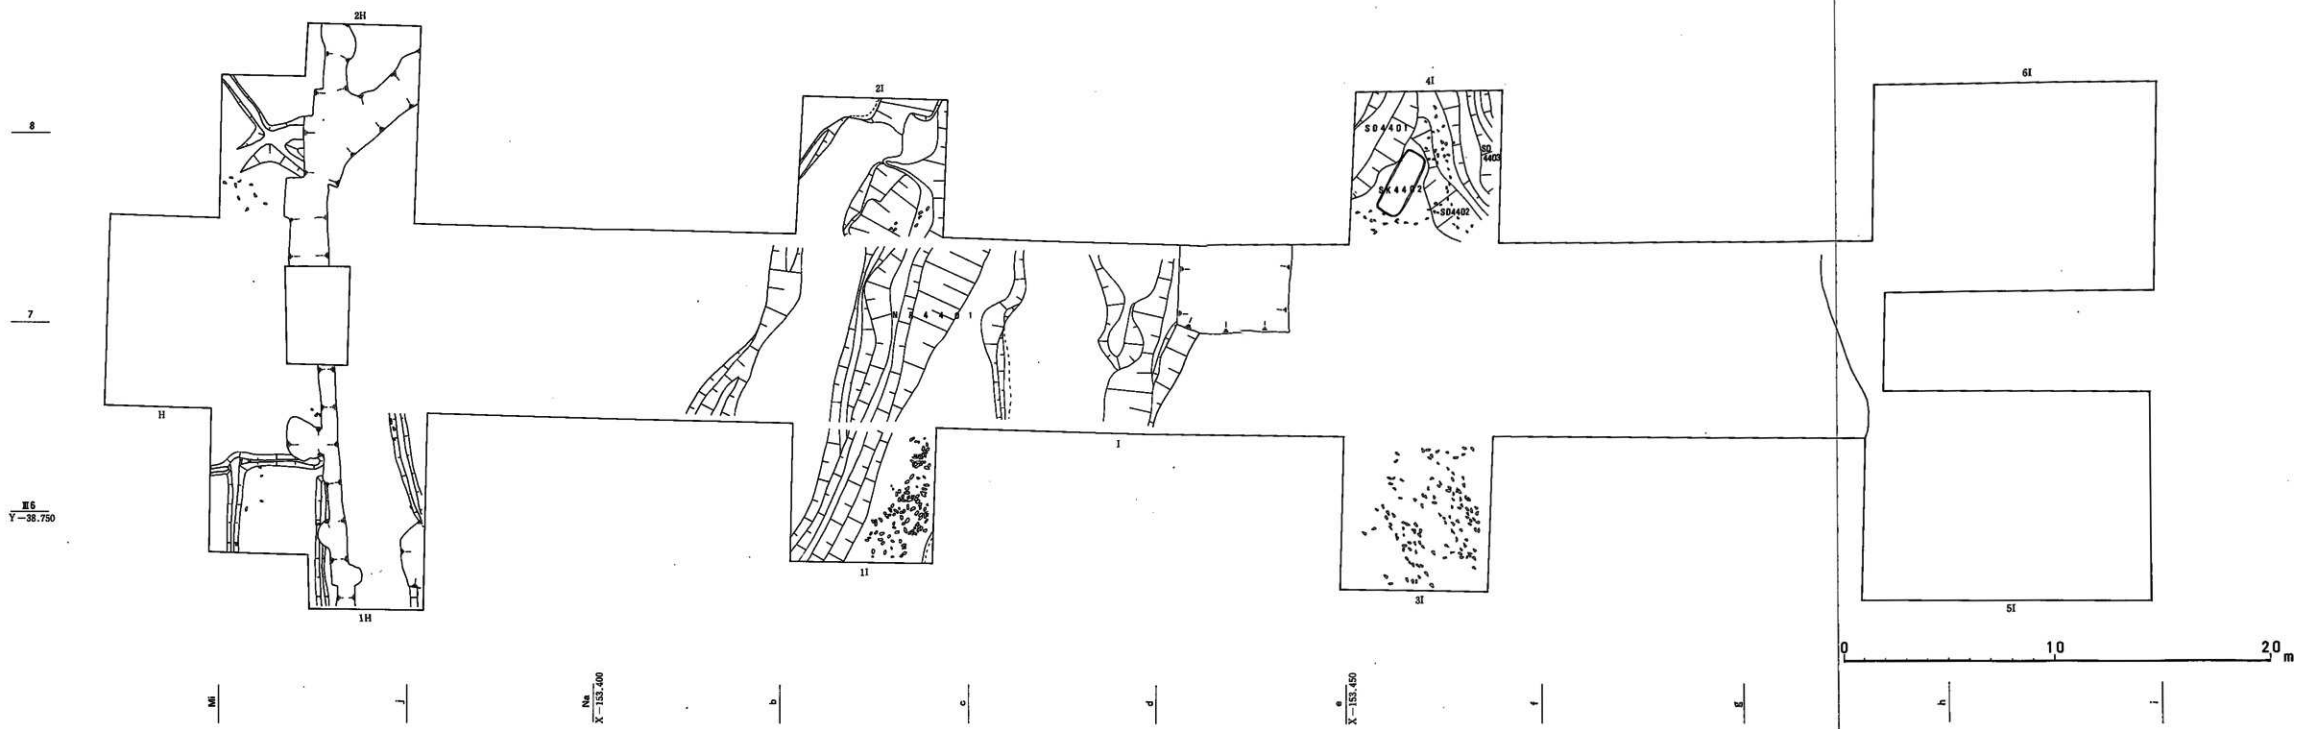 2H
6I
4I
2I
8
SD4401
SD
4403
SK4402
SD4402
7
NR4401
H
I
Ⅲ6
Y-38.750
1I
3I
5I
1H
0 10 20 m
Mi
j
Na
X-153.400
b
c
d
e
X-153.450
f
g
h
i